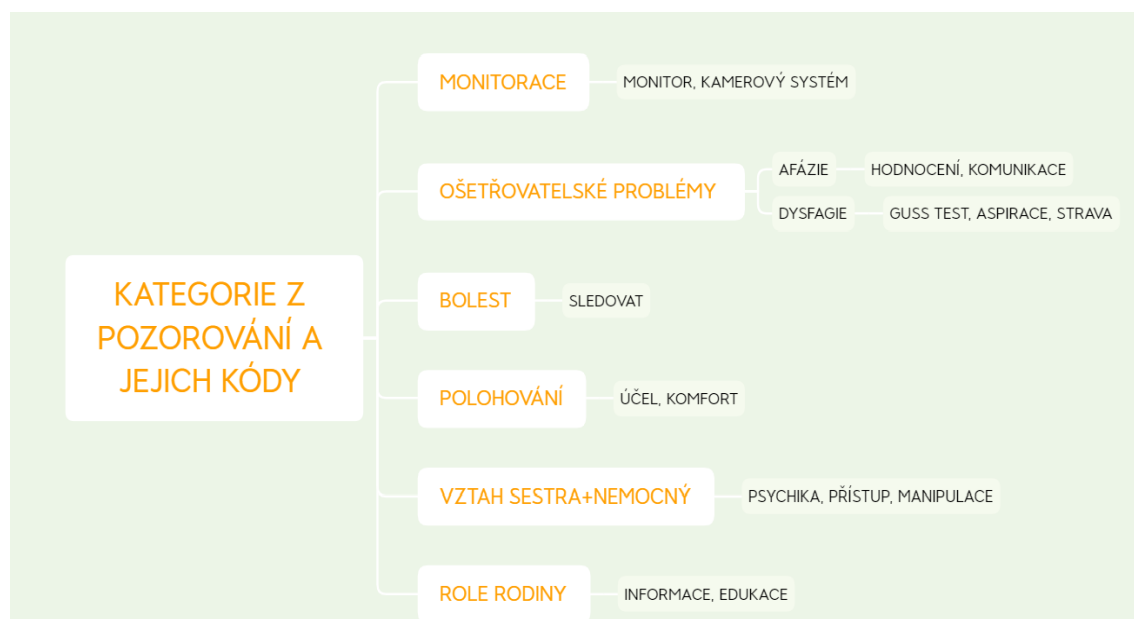 MONITORACE
MONITOR, KAMEROVÝ SYSTÉM
OŠETŘOVATELSKÉ PROBLÉMY
AFÁZIE
HODNOCENÍ, KOMUNIKACE
DYSFAGIE
GUSS TEST, ASPIRACE, STRAVA
KATEGORIE Z
POZOROVÁNÍ A
JEJICH KÓDY
BOLEST
SLEDOVAT
POLOHOVÁNÍ
ÚČEL, KOMFORT
VZTAH SESTRA+NEMOCNÝ
PSYCHIKA, PŘÍSTUP, MANIPULACE
ROLE RODINY
INFORMACE, EDUKACE